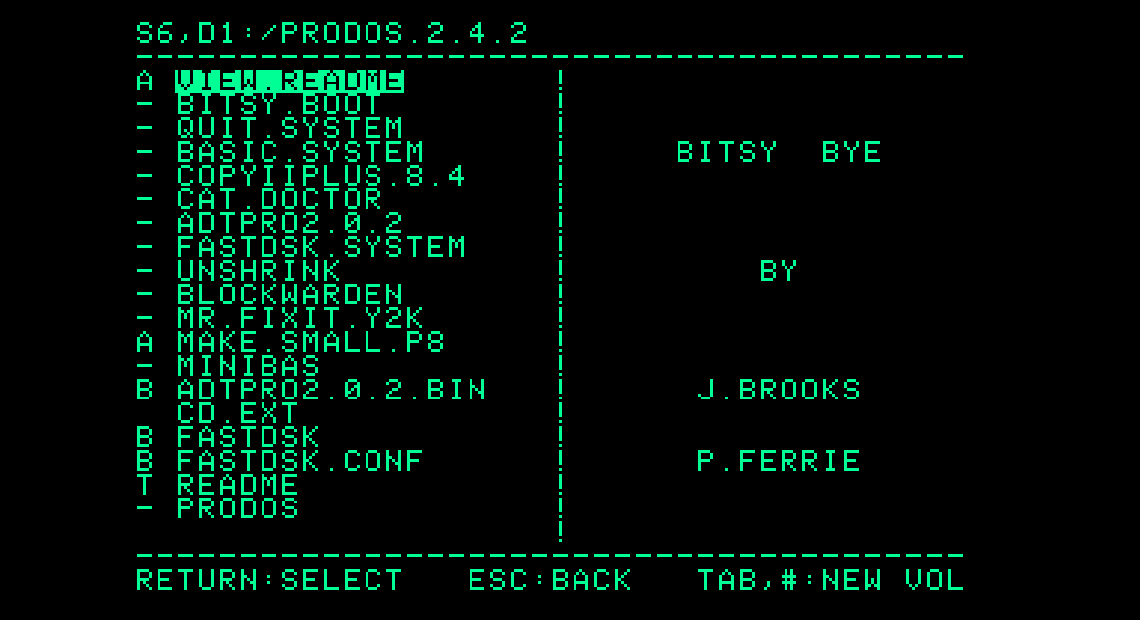 S6,D1:/PRODOS.2.4.2
A VIEW.README
- BITSY.BOOT
- QUIT.SYSTEM
- BASIC.SYSTEM
- COPYIIPLUS.8.4
- CAT.DOCTOR
- ADTPRO2.0.2
- FASTDSK.SYSTEM
- UNSHRINK
- BLOCKWARDEN
- MR.FIXIT.Y2K
A MAKE.SMALL.P8
- MINIBAS
B ADTPRO2.0.2.BIN
CD.EXT
B FASTDSK
B FASTDSK.CONF
T README
- PRODOS
BITSY BYE
BY
J.BROOKS
P.FERRIE
RETURN:SELECT ESC:BACK TAB,#:NEW VOL